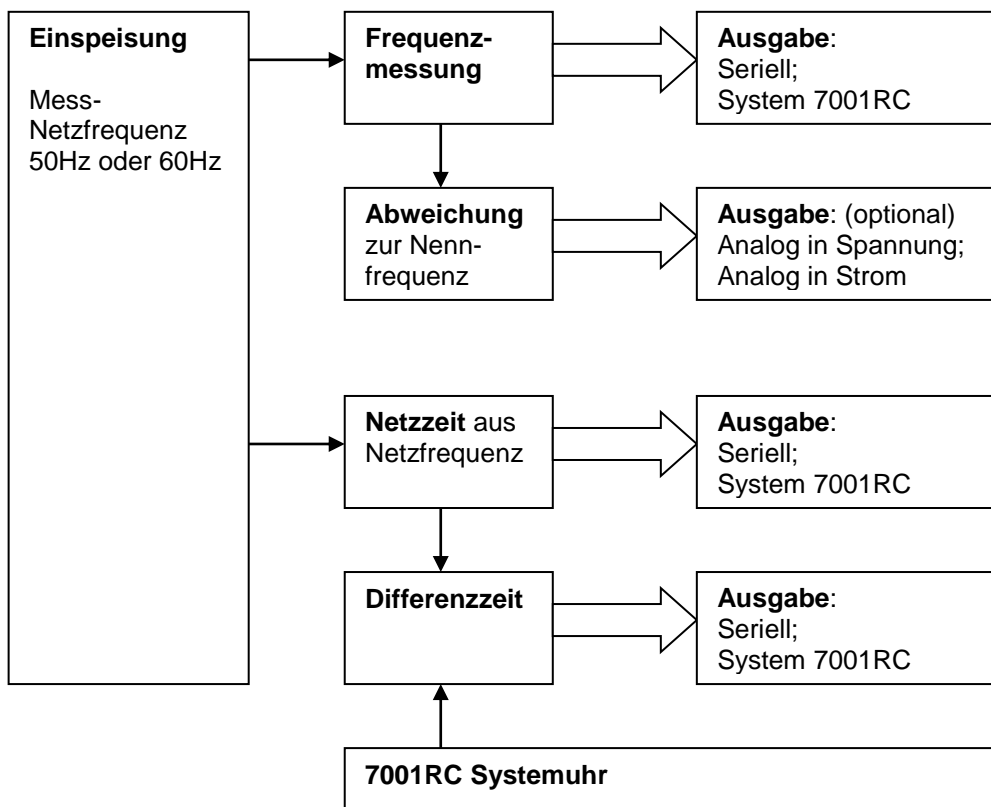 Einspeisung
Mess-
Netzfrequenz
50Hz oder 60Hz
Frequenz-
messung
Ausgabe:
Seriell;
System 7001RC
Abweichung
zur Nenn-
frequenz
Ausgabe: (optional)
Analog in Spannung;
Analog in Strom
Netzzeit aus
Netzfrequenz
Ausgabe:
Seriell;
System 7001RC
Differenzzeit
Ausgabe:
Seriell;
System 7001RC
7001RC Systemuhr